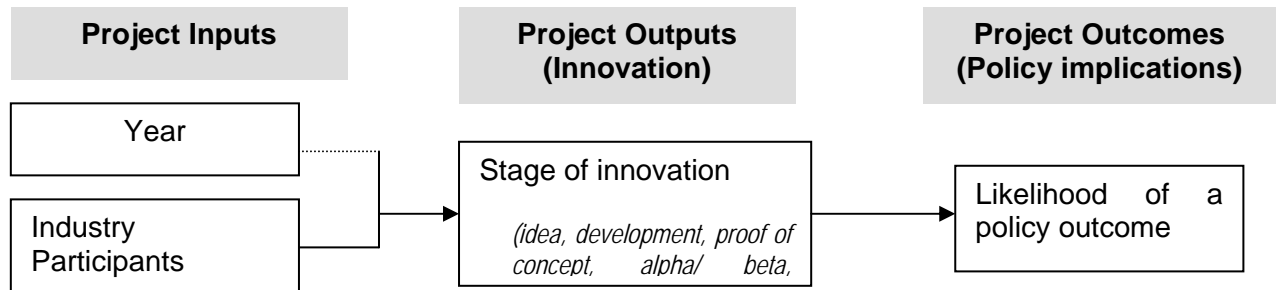 Project Inputs
Project Outputs
(Innovation)
Project Outcomes
(Policy implications)
Year
Industry
Participants
Stage of innovation
(idea, development, proof of
concept, alpha/ beta,
Likelihood of a
policy outcome